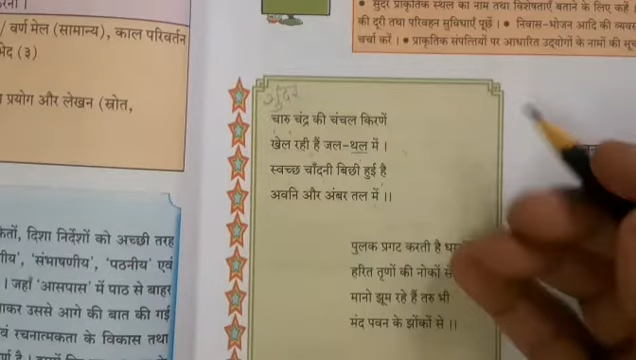 करना ।
/ वर्ण मेल (सामान्य), काल परिवर्तन
भेद (३)
प्रयोग और लेखन (स्रोत,
• सुंदर प्राकृतिक स्थल का नाम तथा विशेषताएँ बताने के लिए कहें
की दूरी तथा परिवहन सुविधाएँ पूछें । • निवास-भोजन आदि की
चर्चा करें । • प्राकृतिक संपत्तियों पर आधारित उद्योगों के नामों की
सुंदर
चारु चंद्र की चंचल किरणें
खेल रही हैं जल-थल में ।
स्वच्छ चाँदनी बिछी हुई है
अवनि और अंबर तल में ।।
पुलक प्रगट करती है
हरित तृणों की नोकों से
मानो झूम रहे हैं तरु भी
मंद पवन के झोंकों से ।।
दिशा निर्देशों को अच्छी तरह
'संभाषणीय', 'पठनीय' एवं
। जहाँ 'आसपास' में पाठ से बाहर
उससे आगे की बात की गई
रचनात्मकता के विकास तथा